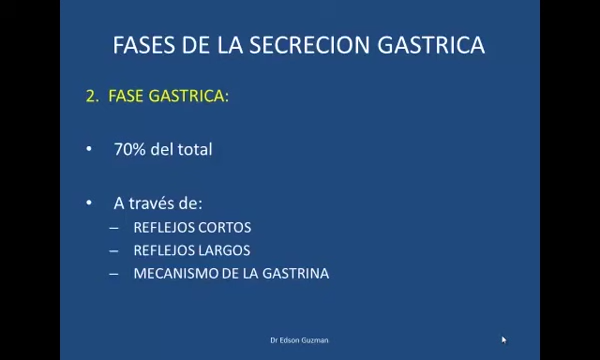 FASES DE LA SECRECION GASTRICA
2. FASE GASTRICA:
• 70% del total
• A través de:
– REFLEJOS CORTOS
– REFLEJOS LARGOS
– MECANISMO DE LA GASTRINA
Dr Edson Guzman